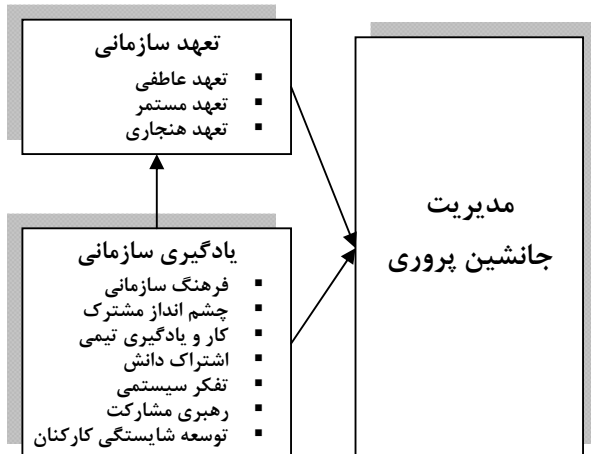 تعهد سازمانی
▪ تعهد عاطفی
▪ تعهد مستمر
▪ تعهد هنجاری
یادگیری سازمانی
▪ فرهنگ سازمانی
▪ چشم انداز مشترک
▪ کار و یادگیری تیمی
▪ اشتراک دانش
▪ تفکر سیستمی
▪ رهبری مشارکت
▪ توسعه شایستگی کارکنان
مدیریت
جانشین پروری